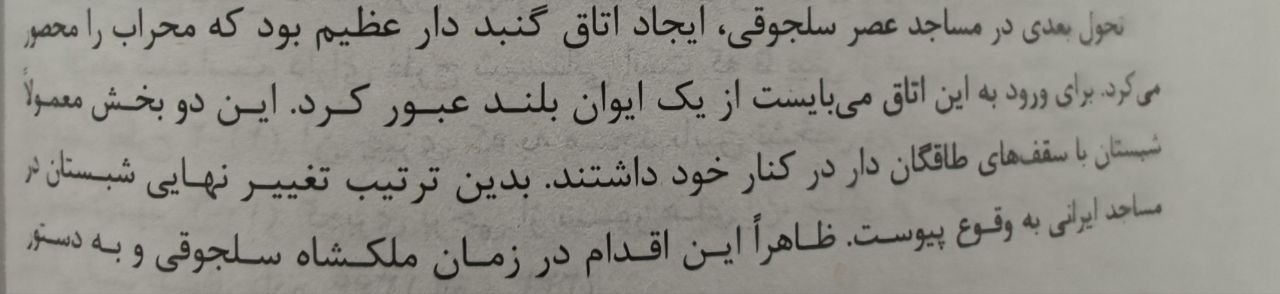 تحول بعدی در مساجد عصر سلجوقی، ایجاد اتاق گنبد دار عظیم بود که محراب را محصور
می‌کرد. برای ورود به این اتاق می‌بایست از یک ایوان بلند عبور کرد. این دو بخش معمولاً
شبستان با سقف‌های طاقگان دار در کنار خود داشتند. بدین ترتیب تغییر نهایی شبستان در
مساجد ایرانی به وقوع پیوست. ظاهراً این اقدام در زمان ملکشاه سلجوقی و به دستور